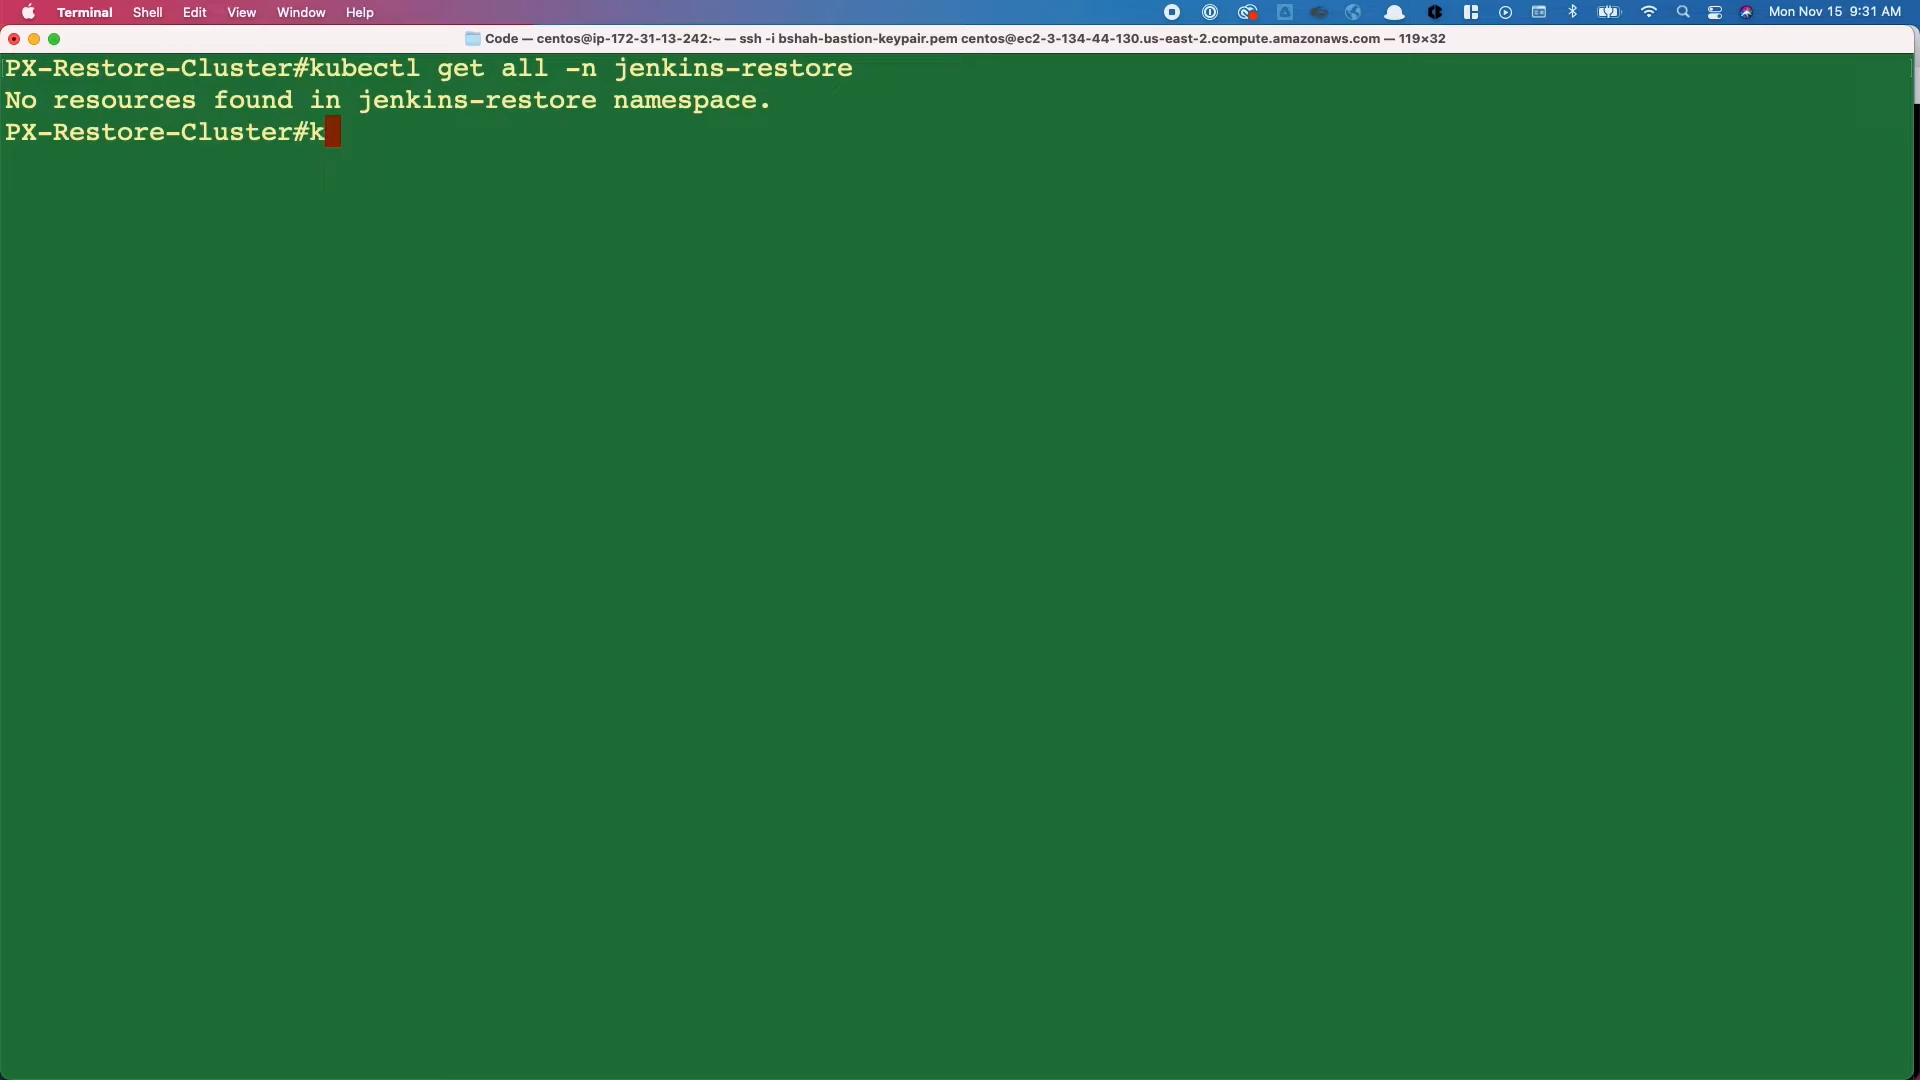 Terminal Shell Edit View Window Help Mon Nov 15 9:31 AM
Code — centos@ip-172-31-13-242:~ — ssh -i bshah-bastion-keypair.pem centos@ec2-3-134-44-130.us-east-2.compute.amazonaws.com — 119×32
PX-Restore-Cluster#kubectl get all -n jenkins-restore
No resources found in jenkins-restore namespace.
PX-Restore-Cluster#k